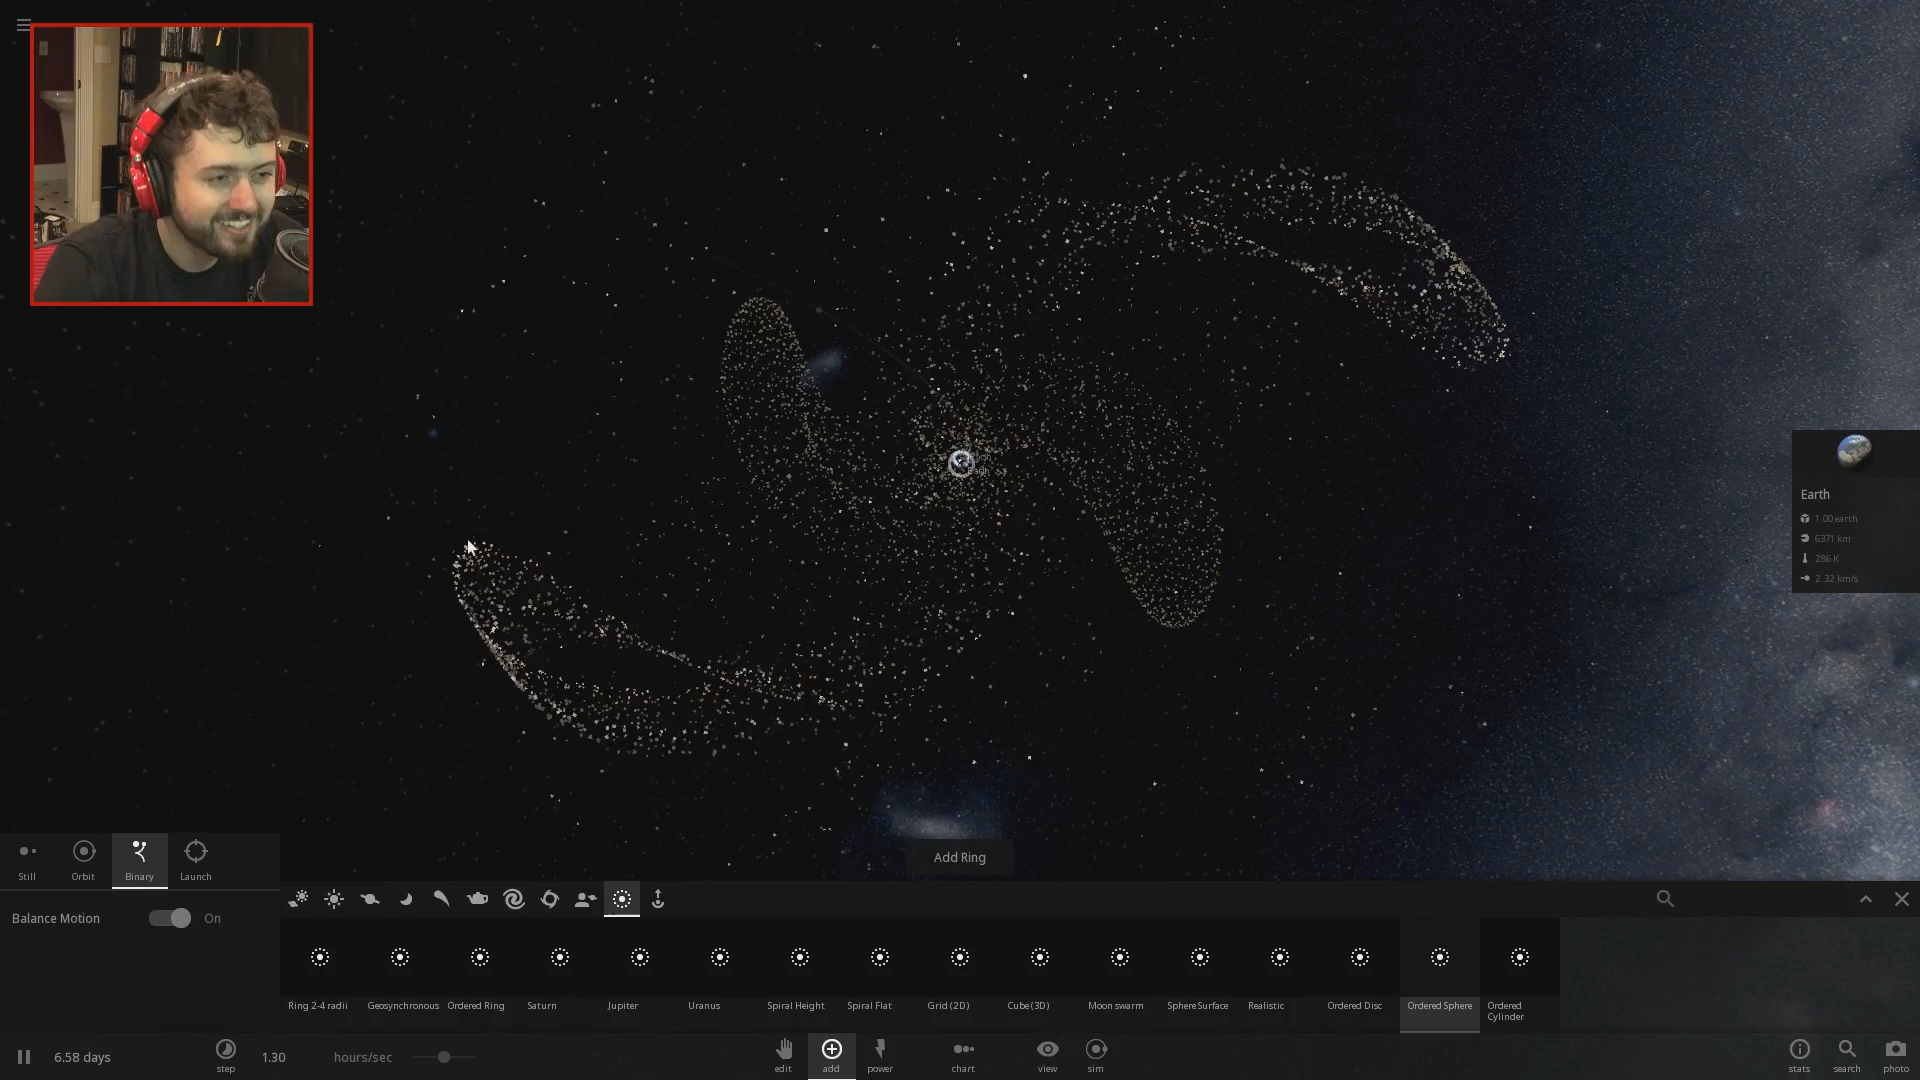 Earth
1.00 earth
6371 km
286 K
2.32 km/s
Add Ring
Still
Orbit
Binary
Launch
Balance Motion
On
Ring 2-4 radii
Geosynchronous
Ordered Ring
Saturn
Jupiter
Uranus
Spiral Height
Spiral Flat
Grid (2D)
Cube (3D)
Moon swarm
Sphere Surface
Realistic
Ordered Disc
Ordered Sphere
Ordered
Cylinder
6.58 days
step
1.30
hours/sec
edit
add
power
chart
view
sim
stats
search
photo